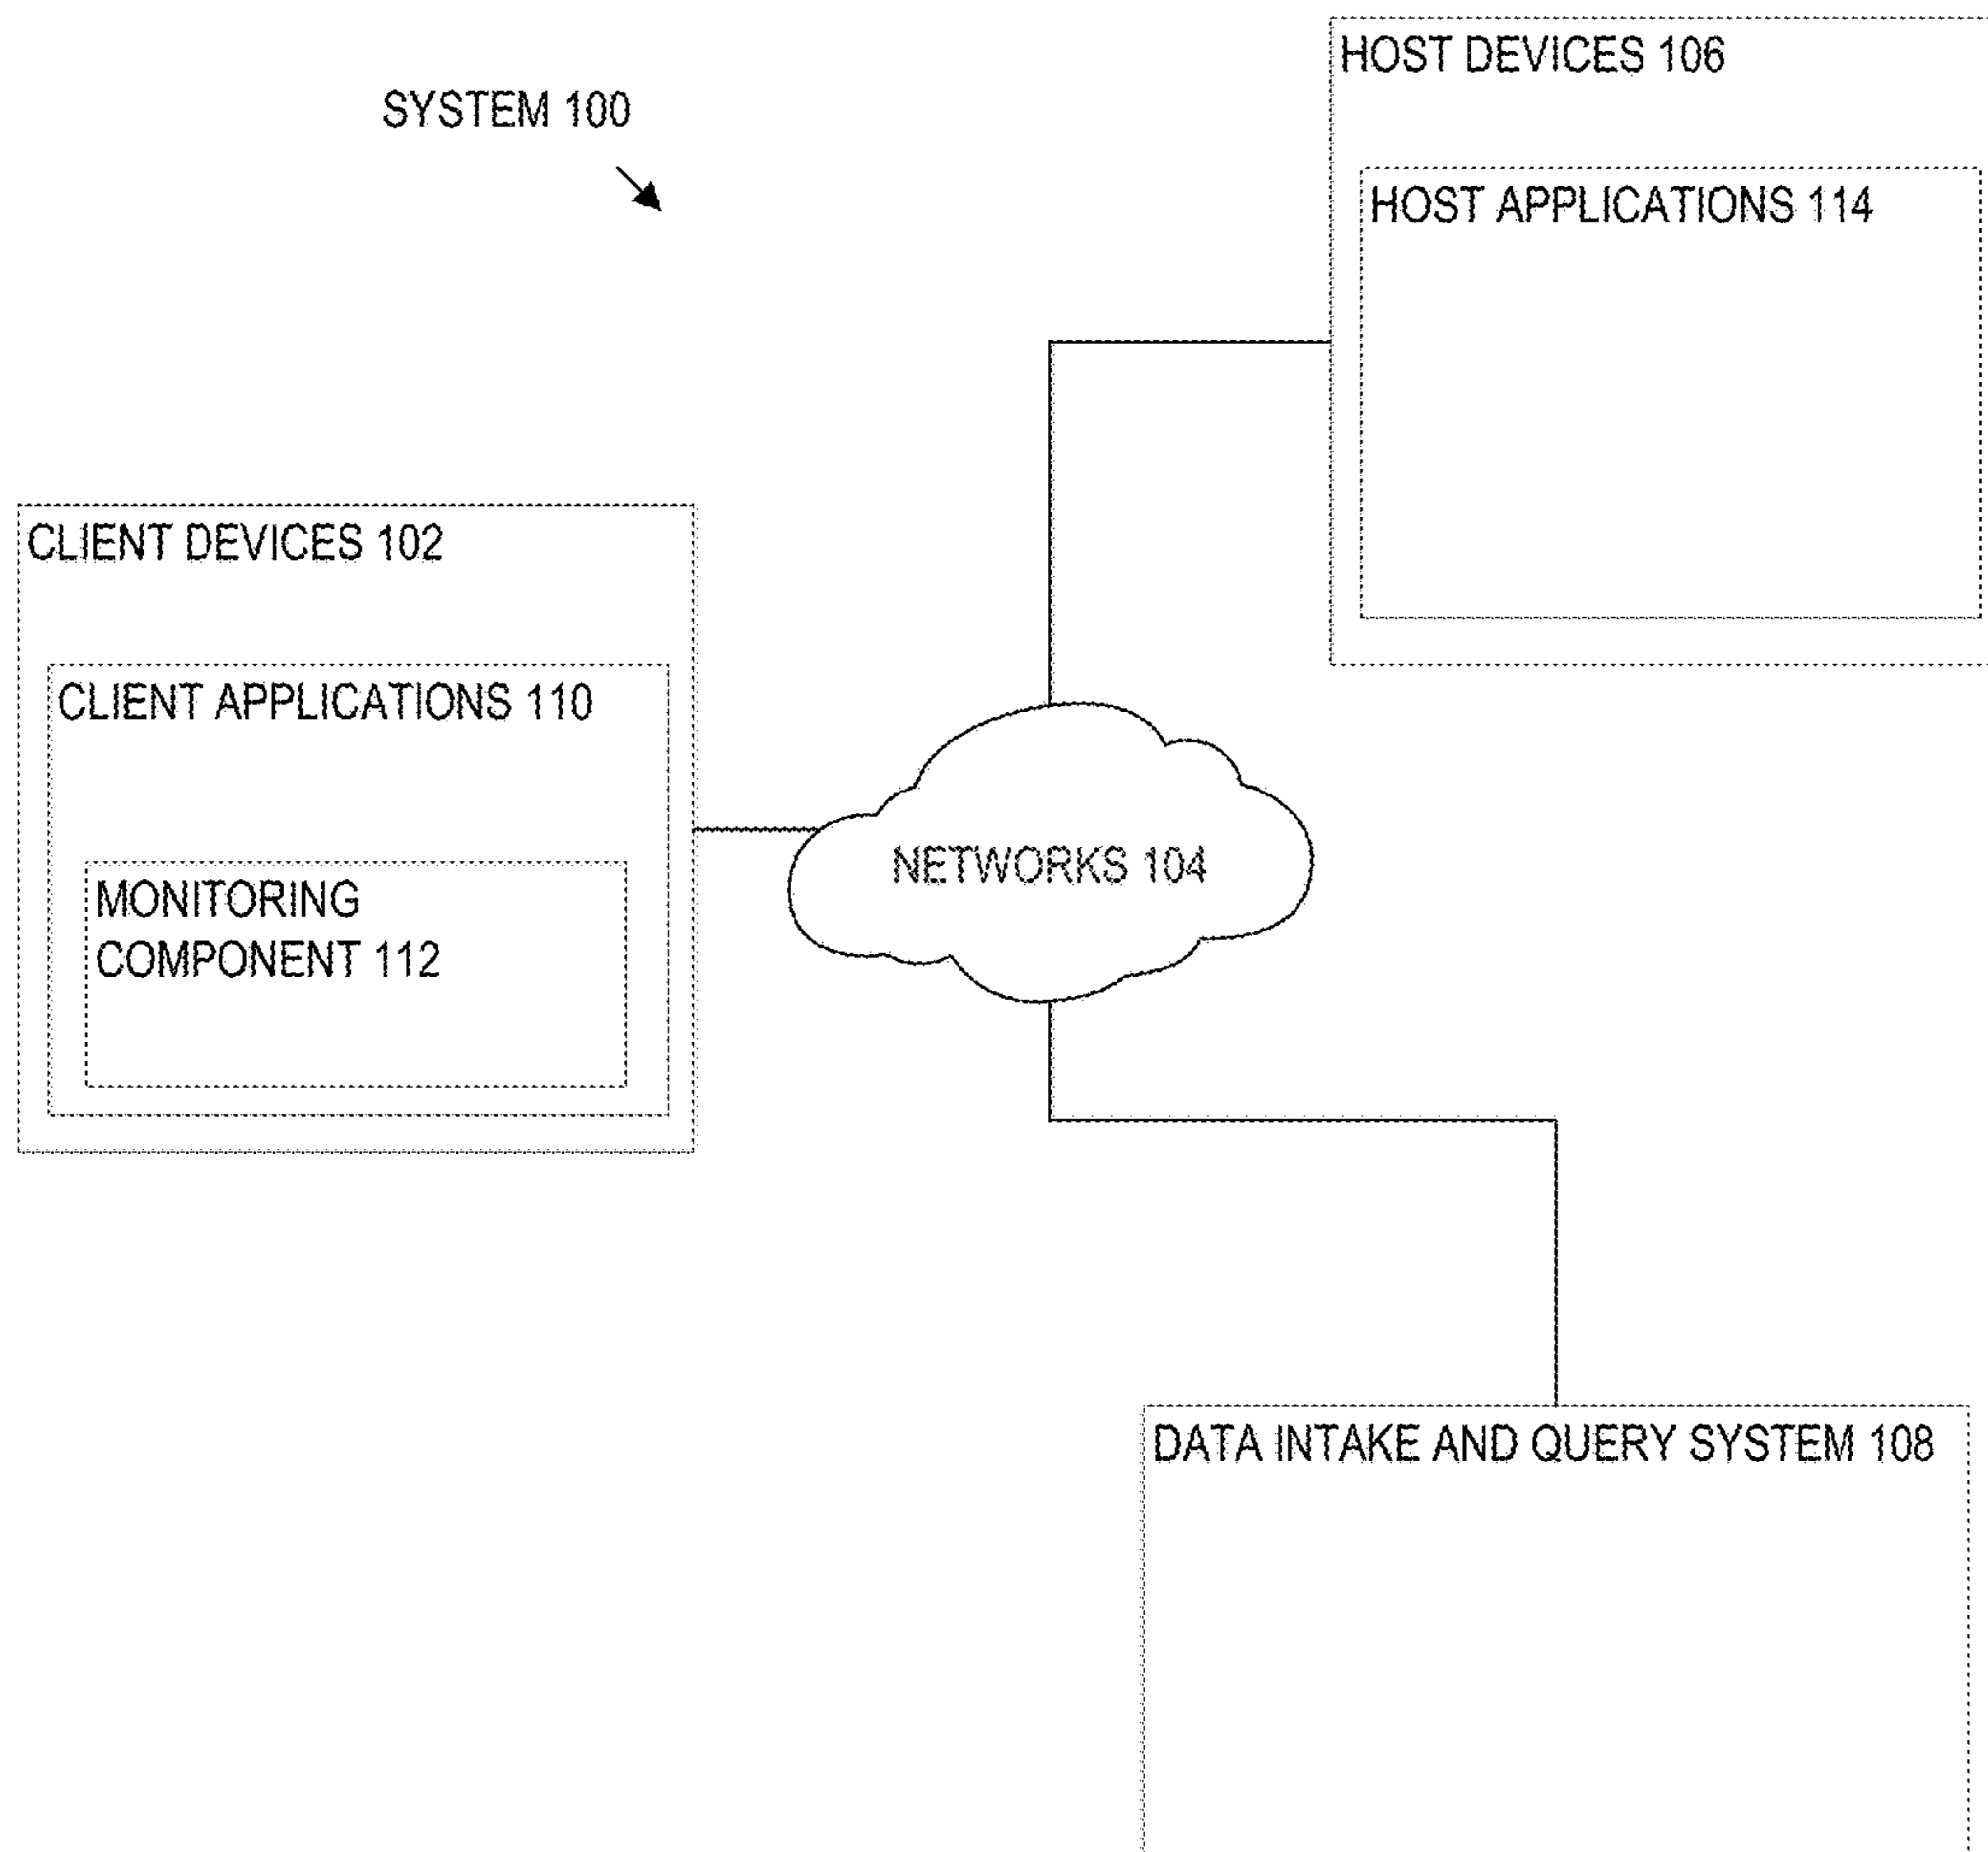 SYSTEM 100
HOST DEVICES 106
HOST APPLICATIONS 114
CLIENT DEVICES 102
CLIENT APPLICATIONS 110
MONITORING
COMPONENT 112
NETWORKS 104
DATA INTAKE AND QUERY SYSTEM 108